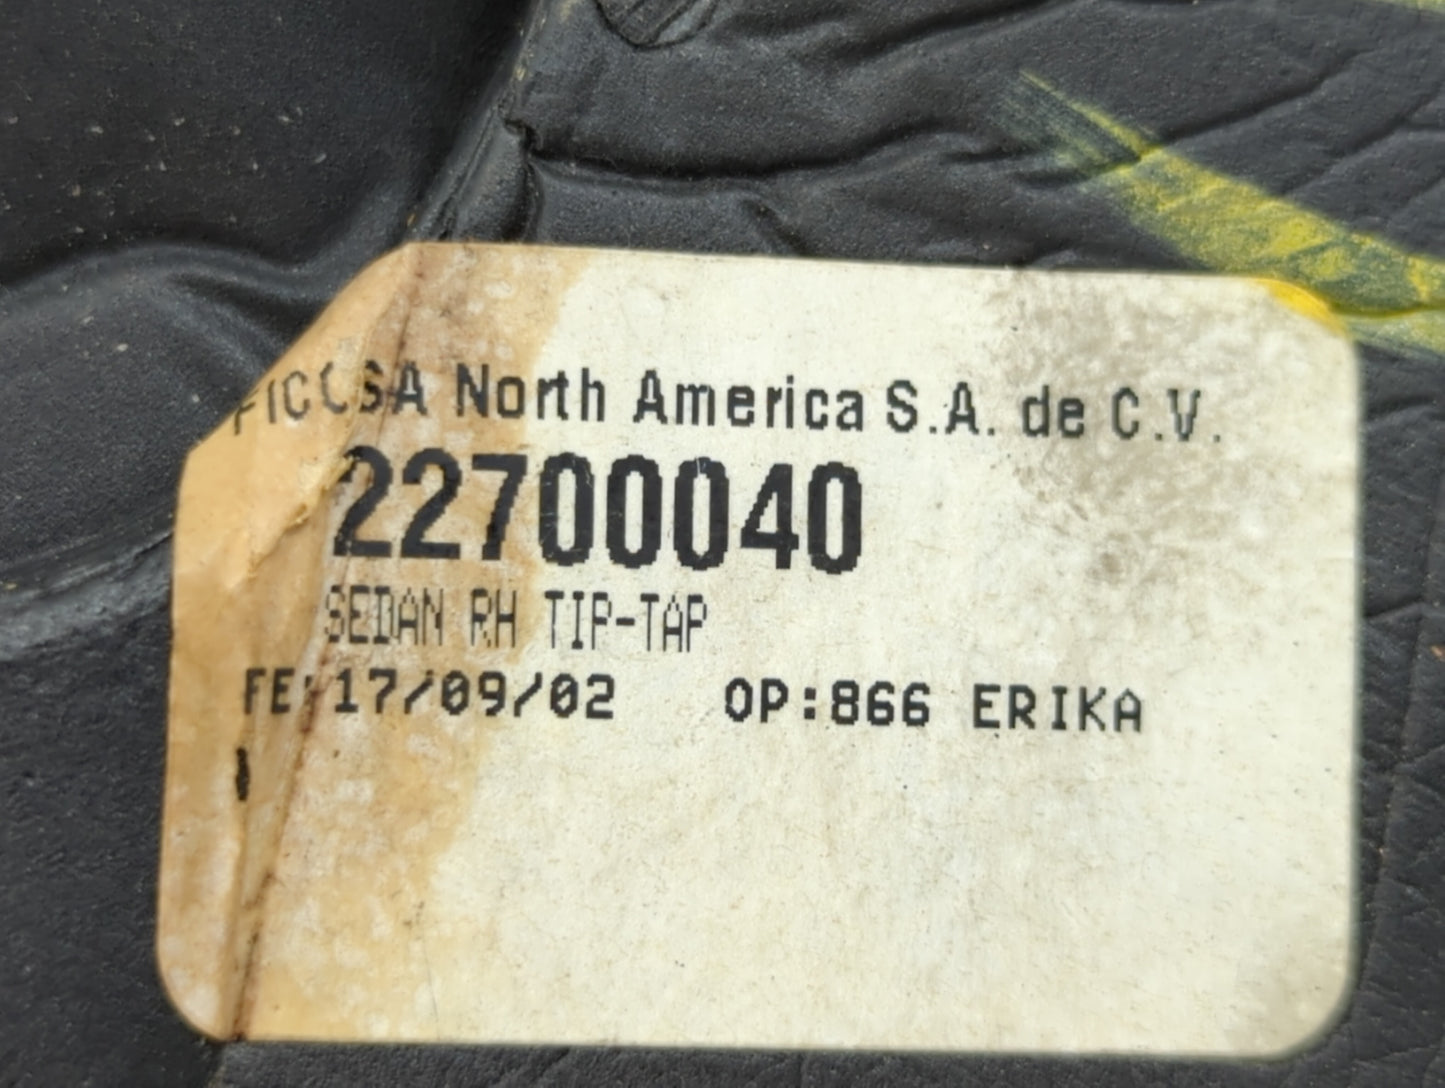 FICOSA North America S.A. de C.V.
22700040
SEDAN RH TIP-TAP
FE:17/09/02 OP:866 ERIKA